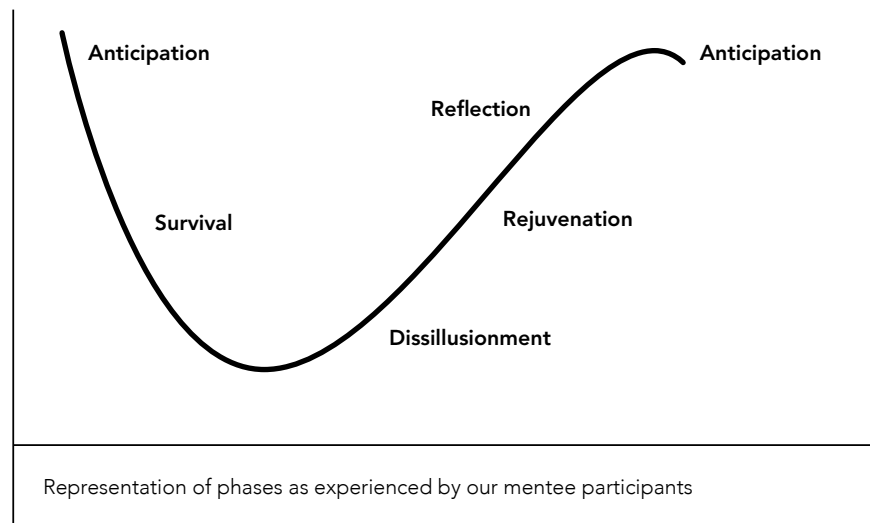 Anticipation
Anticipation
Reflection
Survival
Rejuvenation
Dissillusionment
Representation of phases as experienced by our mentee participants